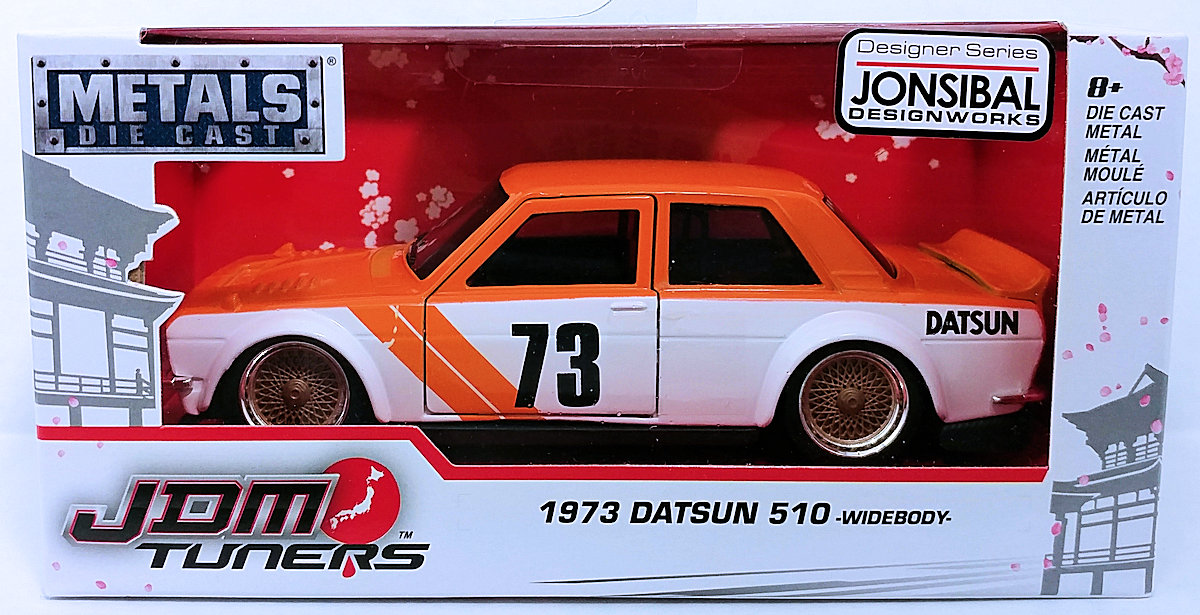 METALS®
DIE CAST
Designer Series
JONSIBAL
DESIGNWORKS
8+
DIE CAST
METAL
MÉTAL
MOULÉ
ARTÍCULO
DE METAL
73
DATSUN
JDM
TUNERS™
1973 DATSUN 510 -WIDEBODY-